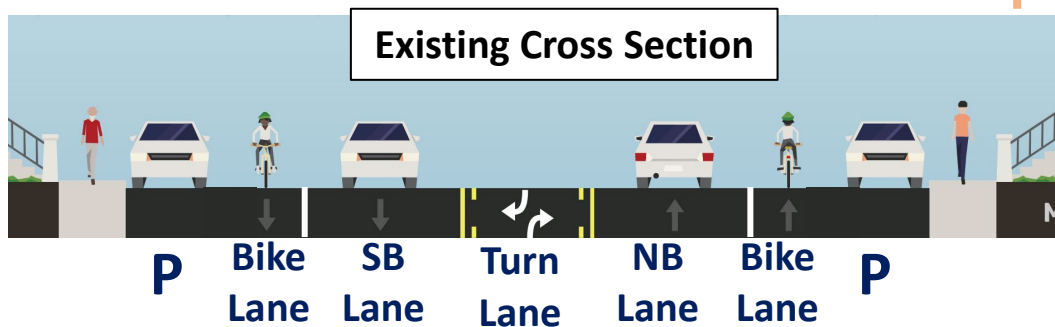 Existing Cross Section
P
Bike
Lane
SB
Lane
Turn
Lane
NB
Lane
Bike
Lane
P
M